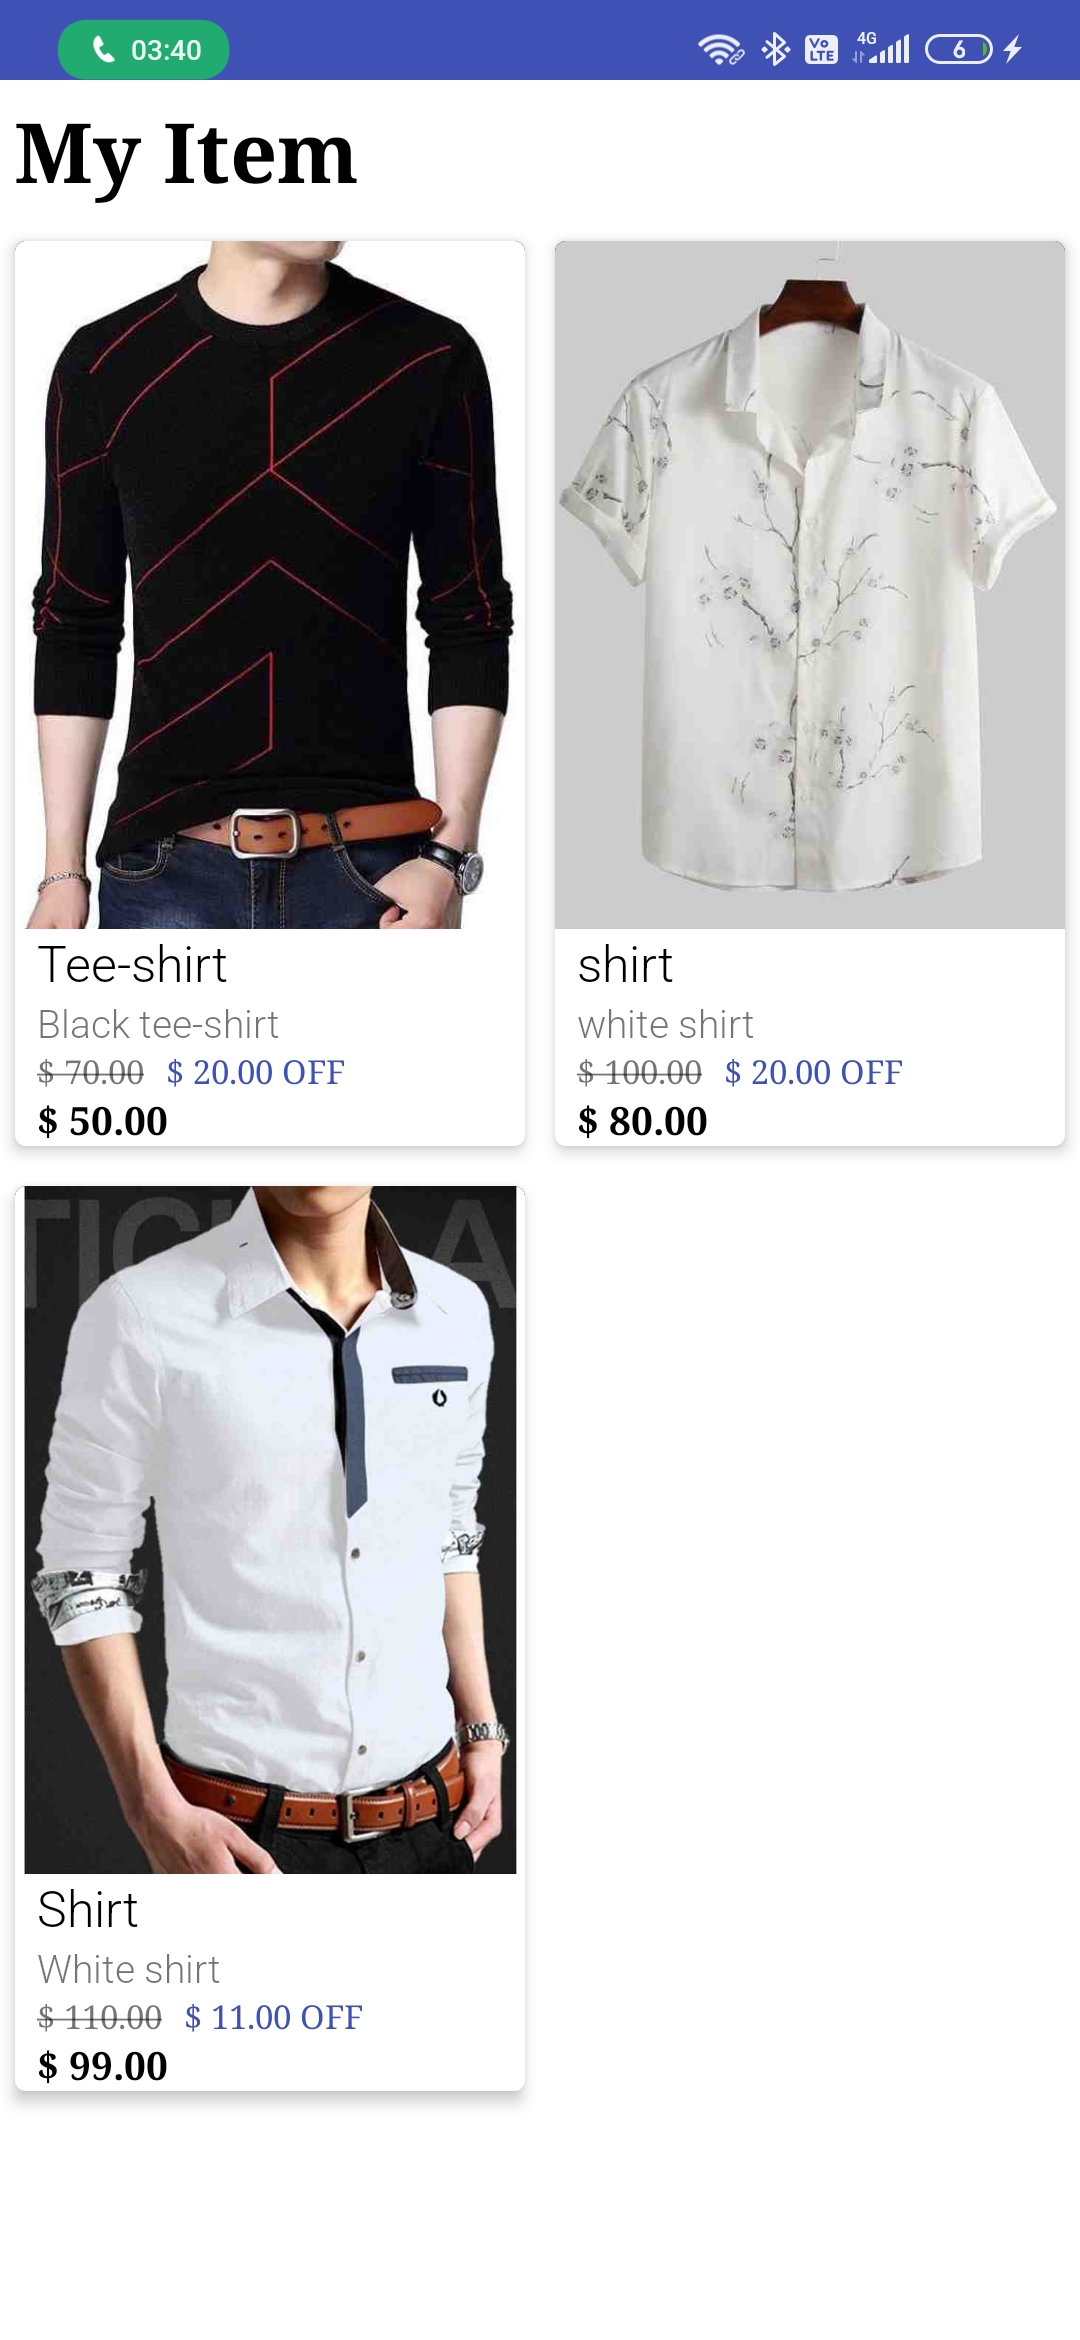 03:40
Vo LTE 4G 6
My Item
Tee-shirt
Black tee-shirt
$ 70.00 $ 20.00 OFF
$ 50.00
shirt
white shirt
$ 100.00 $ 20.00 OFF
$ 80.00
Shirt
White shirt
$ 110.00 $ 11.00 OFF
$ 99.00